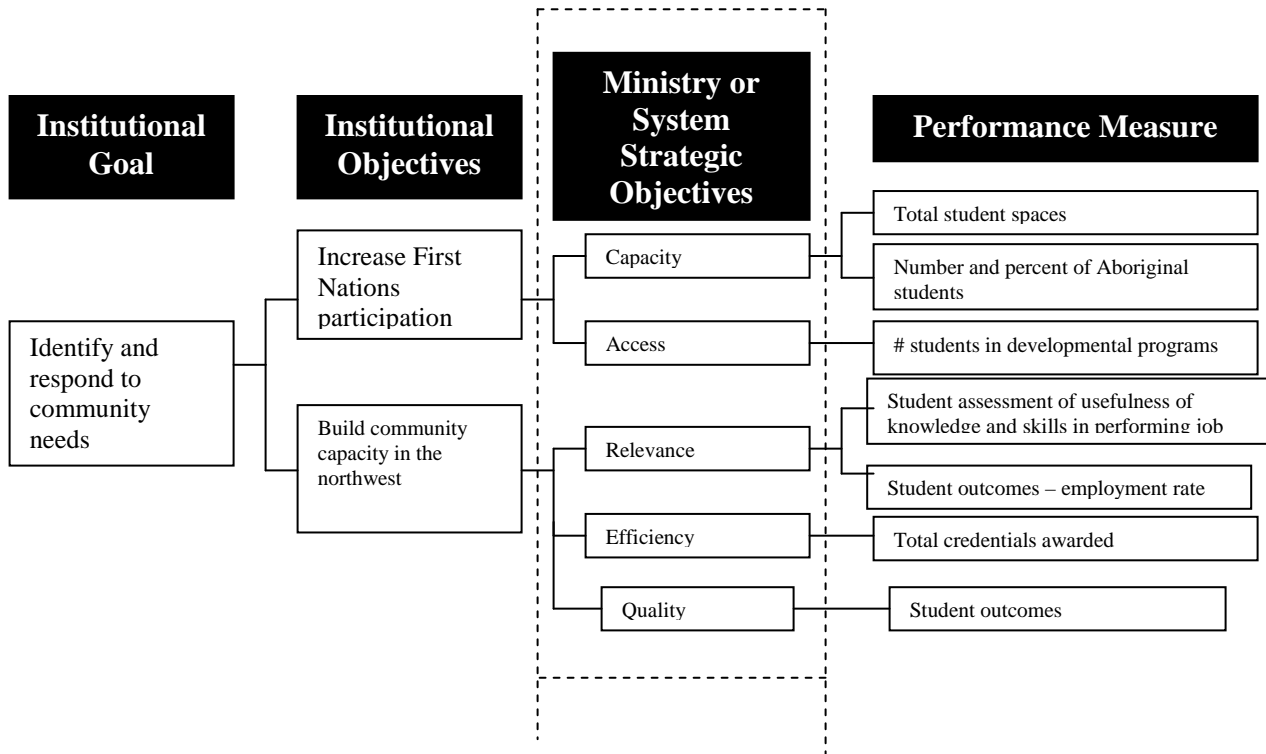 Institutional
Goal
Institutional
Objectives
Ministry or
System
Strategic
Objectives
Performance Measure
Identify and
respond to
community
needs
Increase First
Nations
participation
Build community
capacity in the
northwest
Capacity
Access
Relevance
Efficiency
Quality
Total student spaces
Number and percent of Aboriginal
students
# students in developmental programs
Student assessment of usefulness of
knowledge and skills in performing job
Student outcomes – employment rate
Total credentials awarded
Student outcomes